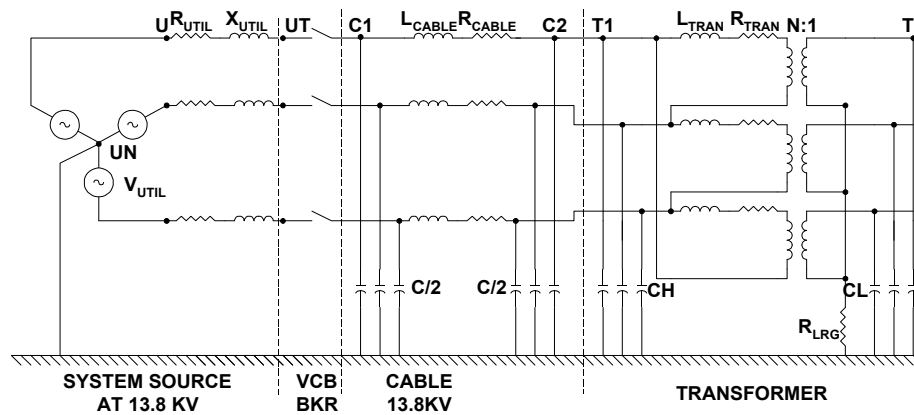 U R_UTIL X_UTIL UT C1 L_CABLE R_CABLE C2 T1 L_TRAN R_TRAN N:1 T
UN
V_UTIL
C/2 C/2 CH CL
R_LRG
SYSTEM SOURCE
AT 13.8 KV
VCB
BKR
CABLE
13.8KV
TRANSFORMER